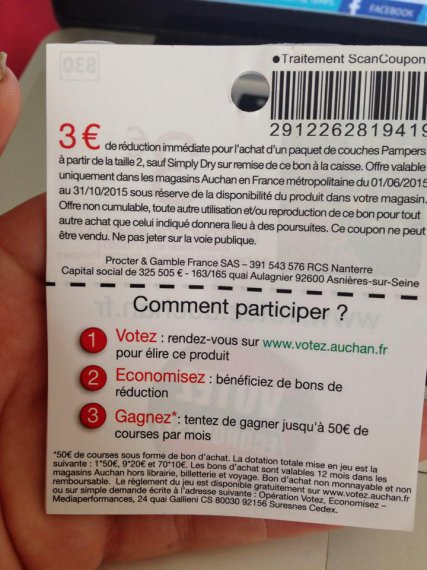 FACEBOOK
830
•Traitement ScanCoupon
2912262819419
3€ de réduction immédiate pour l'achat d'un paquet de couches Pampers
à partir de la taille 2, sauf Simply Dry sur remise de ce bon à la caisse. Offre valable
uniquement dans les magasins Auchan en France métropolitaine du 01/06/2015
au 31/10/2015 sous réserve de la disponibilité du produit dans votre magasin.
Offre non cumulable, toute autre utilisation et/ou reproduction de ce bon pour tout
autre achat que celui indiqué donnera lieu à des poursuites. Ce coupon ne peut
être vendu. Ne pas jeter sur la voie publique.
Procter & Gamble France SAS – 391 543 576 RCS Nanterre
Capital social de 325 505 € - 163/165 quai Aulagnier 92600 Asnières-sur-Seine
Comment participer ?
1 Votez : rendez-vous sur www.votez.auchan.fr
pour élire ce produit
2 Economisez : bénéficiez de bons de
réduction
3 Gagnez*: tentez de gagner jusqu'à 50€ de
courses par mois
*50€ de courses sous forme de bon d'achat. La dotation totale mise en jeu est la
suivante : 1*50€, 9*20€ et 70*10€. Les bons d'achat sont valables 12 mois dans les
magasins Auchan hors librairie, billetterie et voyage. Bon d'achat non monnayable et non
remboursable. Le règlement du jeu est disponible gratuitement sur www.votez.auchan.fr
ou sur simple demande écrite à l'adresse suivante : Opération Votez, Economisez –
Mediaperformances, 24 quai Gallieni CS 80030 92156 Suresnes Cedex.